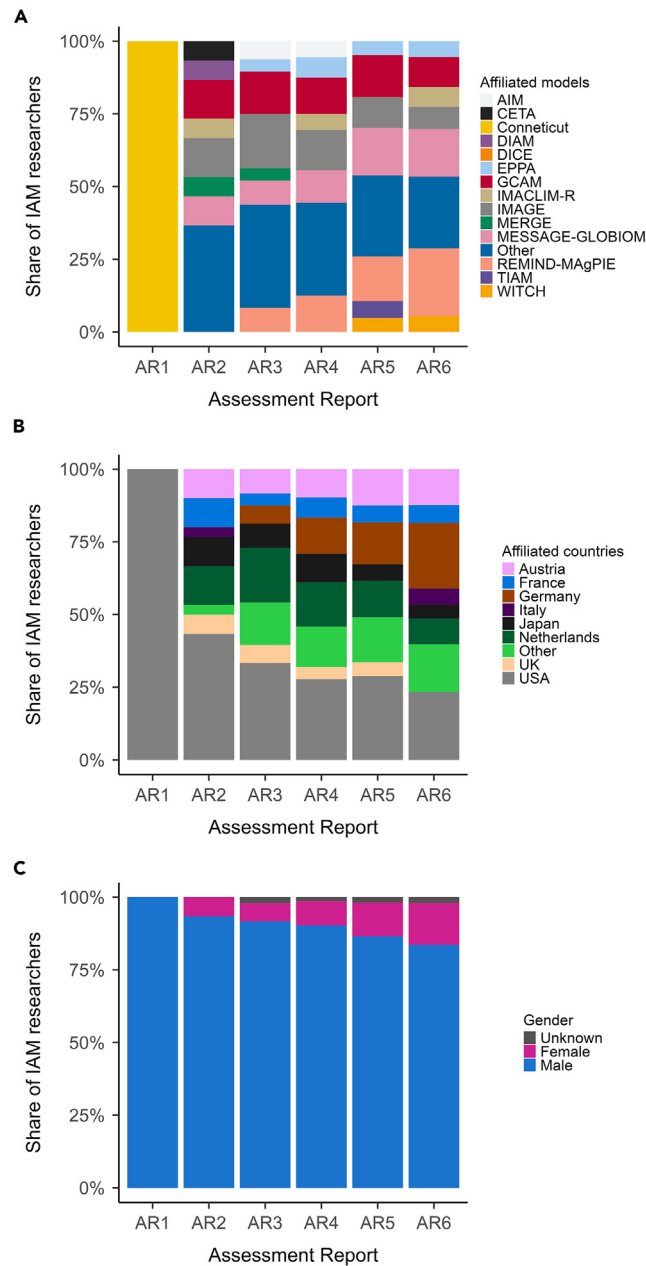 A
100%
75%
50%
25%
0%
Share of IAM researchers
AR1 AR2 AR3 AR4 AR5 AR6
Assessment Report
Affiliated models
AIM
CETA
Conneticut
DIAM
DICE
EPPA
GCAM
IMACLIM-R
IMAGE
MERGE
MESSAGE-GLOBIOM
Other
REMIND-MAgPIE
TIAM
WITCH
B
100%
75%
50%
25%
0%
Share of IAM researchers
AR1 AR2 AR3 AR4 AR5 AR6
Assessment Report
Affiliated countries
Austria
France
Germany
Italy
Japan
Netherlands
Other
UK
USA
C
100%
75%
50%
25%
0%
Share of IAM researchers
AR1 AR2 AR3 AR4 AR5 AR6
Assessment Report
Gender
Unknown
Female
Male